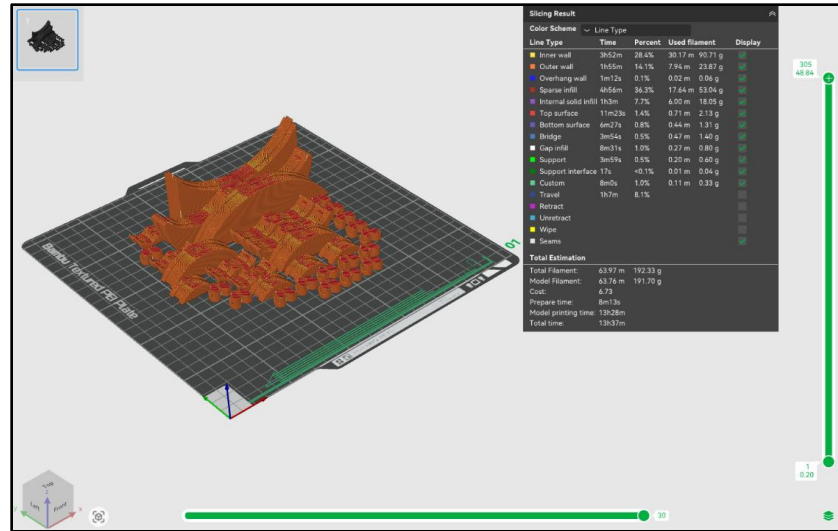 1
Slicing Result
Color Scheme Line Type
Line Type Time Percent Used filament Display
Inner wall 3h52m 28.4% 30.17 m 90.71 g
Outer wall 1h55m 14.1% 7.94 m 23.87 g
Overhang wall 1m12s 0.1% 0.02 m 0.06 g
Sparse infill 4h56m 36.3% 17.64 m 53.04 g
Internal solid infill 1h3m 7.7% 6.00 m 18.05 g
Top surface 11m23s 1.4% 0.71 m 2.13 g
Bottom surface 6m27s 0.8% 0.44 m 1.31 g
Bridge 3m54s 0.5% 0.47 m 1.40 g
Gap infill 8m31s 1.0% 0.27 m 0.80 g
Support 3m59s 0.5% 0.20 m 0.60 g
Support interface 17s <0.1% 0.01 m 0.04 g
Custom 8m0s 1.0% 0.11 m 0.33 g
Travel 1h7m 8.1%
Retract
Unretract
Wipe
Seams
Total Estimation
Total Filament: 63.97 m 192.33 g
Model Filament: 63.76 m 191.70 g
Cost: 6.73
Prepare time: 8m13s
Model printing time: 13h28m
Total time: 13h37m
305
48.84
01
Bambu Textured PEI Plate
1
0.20
Top
Left
Front
z
y
x
30